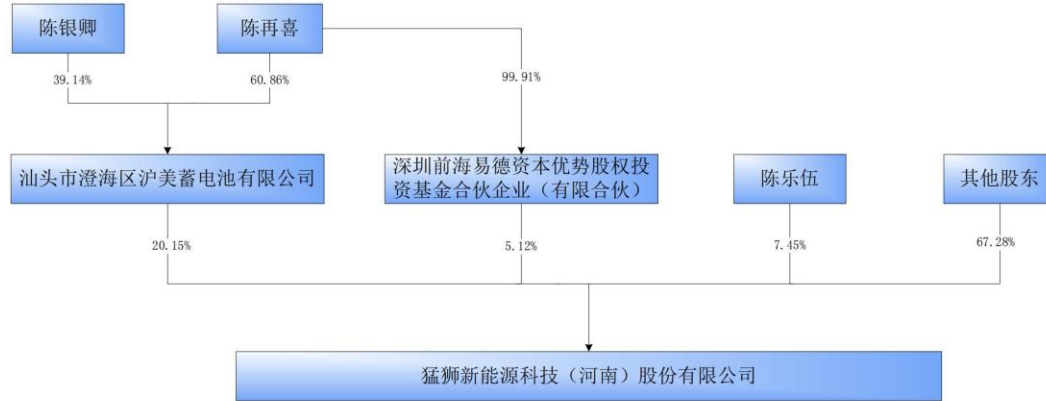 陈银卿
陈再喜
39.14%
60.86%
99.91%
汕头市澄海区沪美蓄电池有限公司
深圳前海易德资本优势股权投
资基金合伙企业（有限合伙）
陈乐伍
其他股东
20.15%
5.12%
7.45%
67.28%
猛狮新能源科技（河南）股份有限公司